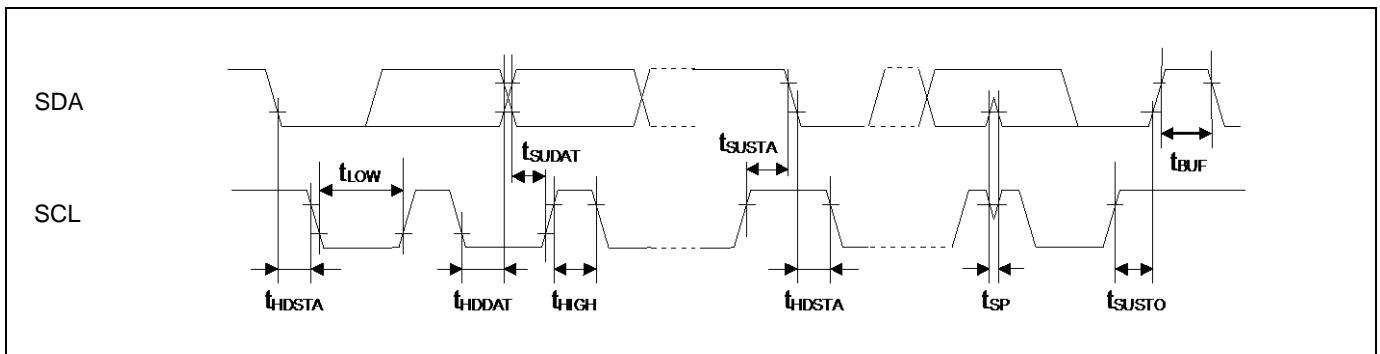 SDA
tSUDAT
tSUSTA
tBUF
tLOW
SCL
tHDSTA
tHDDAT
tHIGH
tHDSTA
tSP
tSUSTO